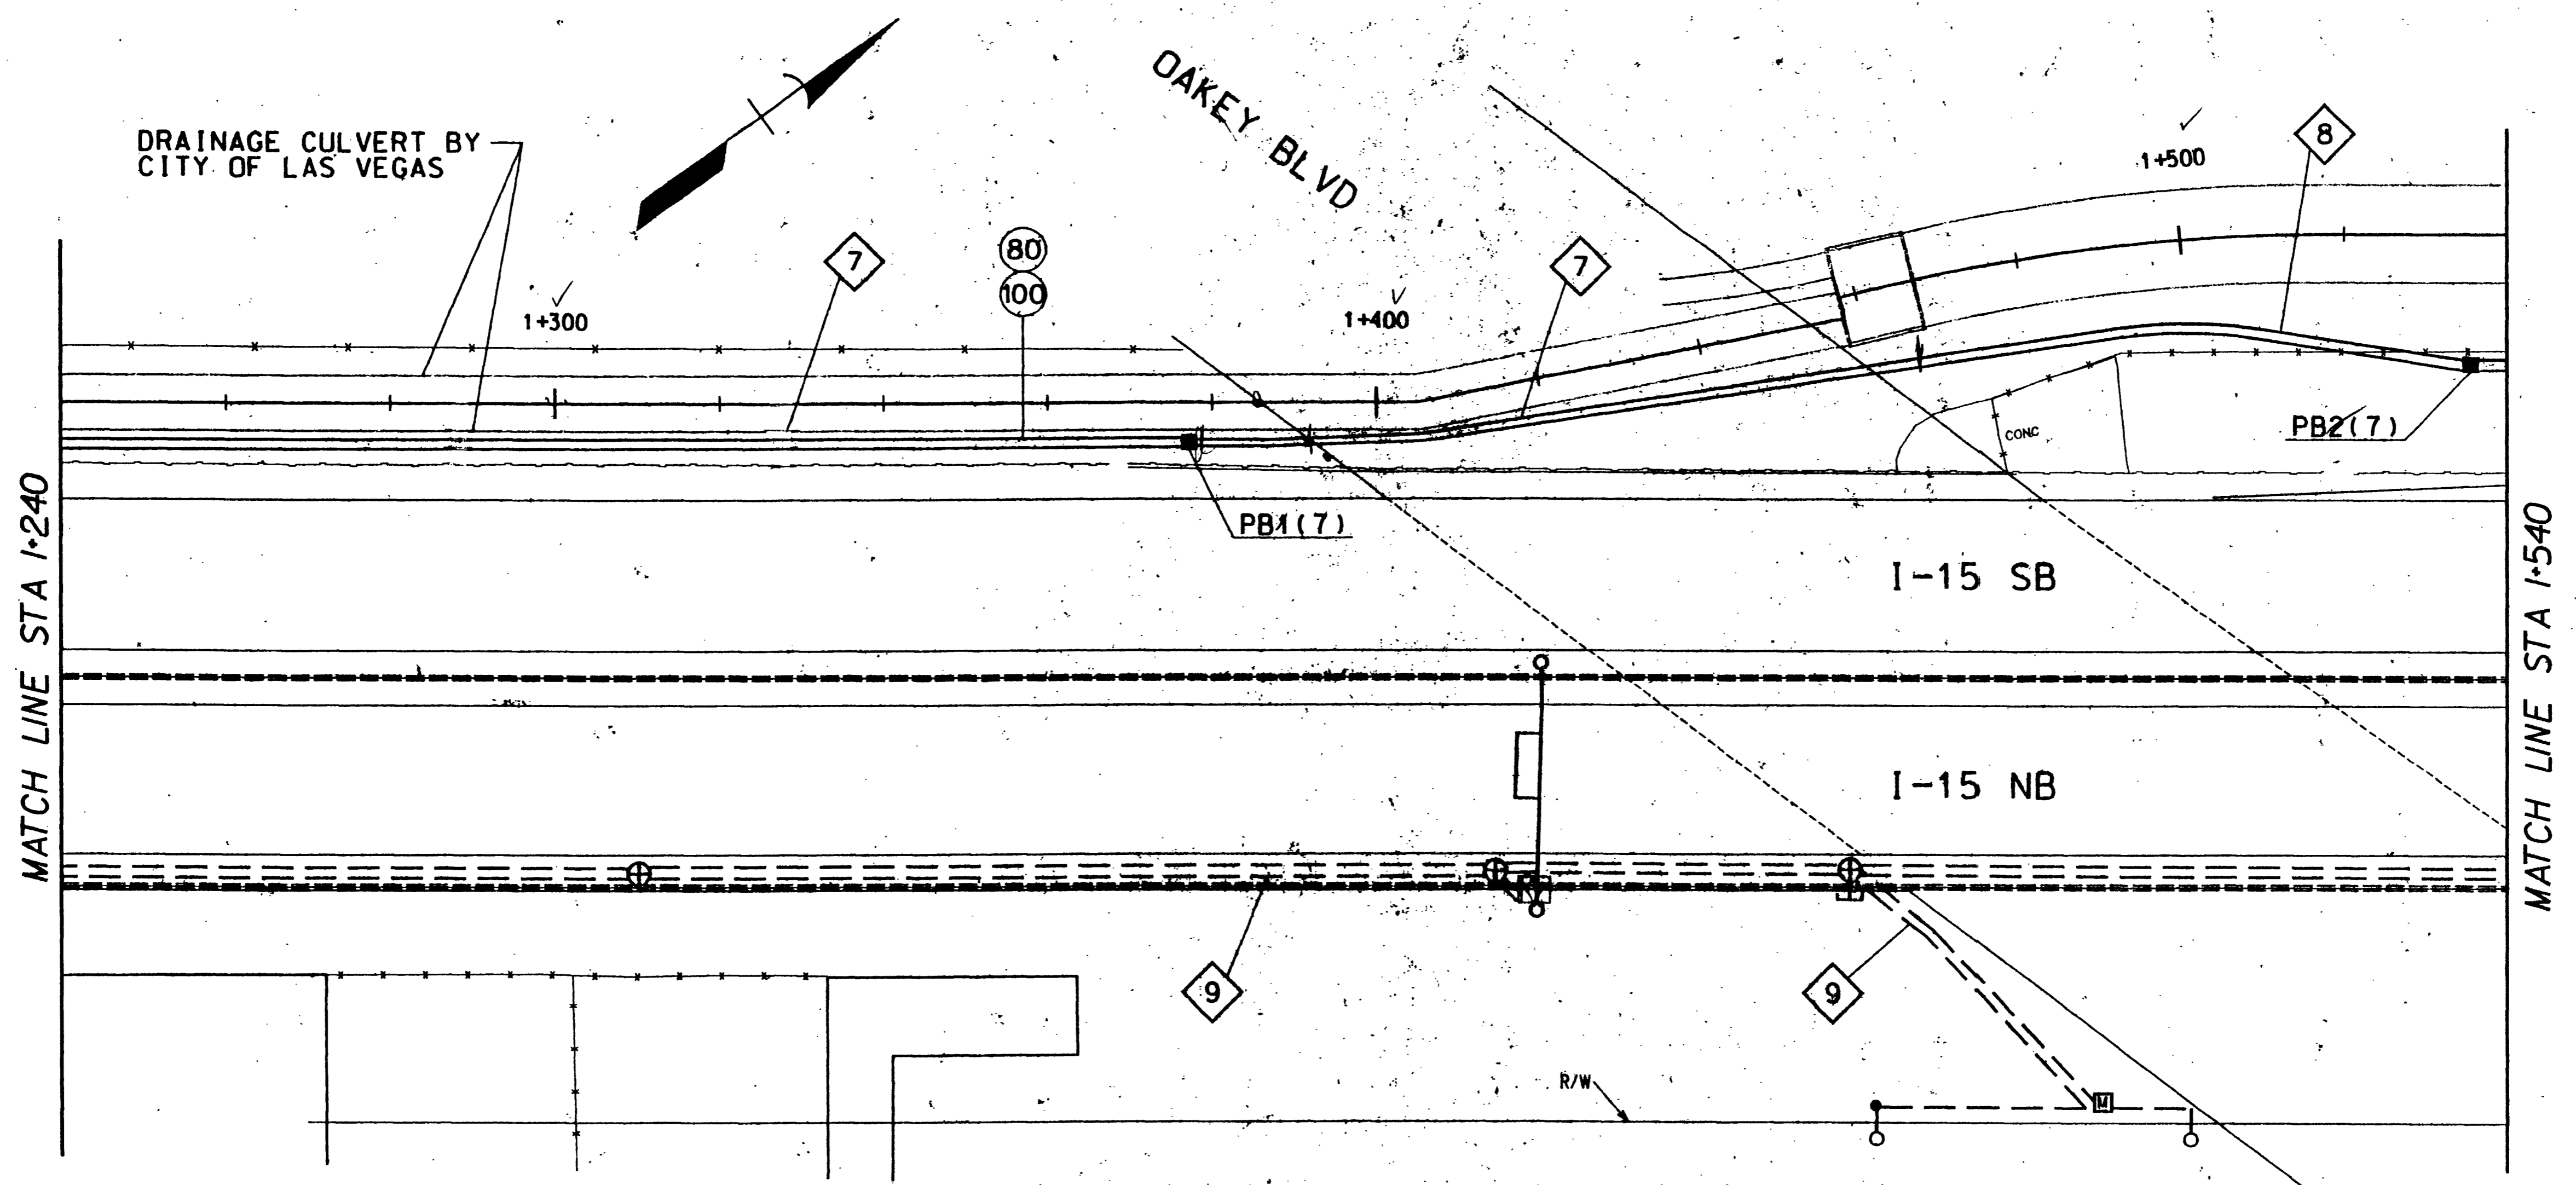 OAKEY BLVD
DRAINAGE CULVERT BY
CITY OF LAS VEGAS
8
1+500
80
7
100
7
1+300
1+400
PB2(7)
CONC
PB1(7)
I-15 SB
MATCH LINE STA 1+240
MATCH LINE STA 1+540
I-15 NB
9
9
R/W
M